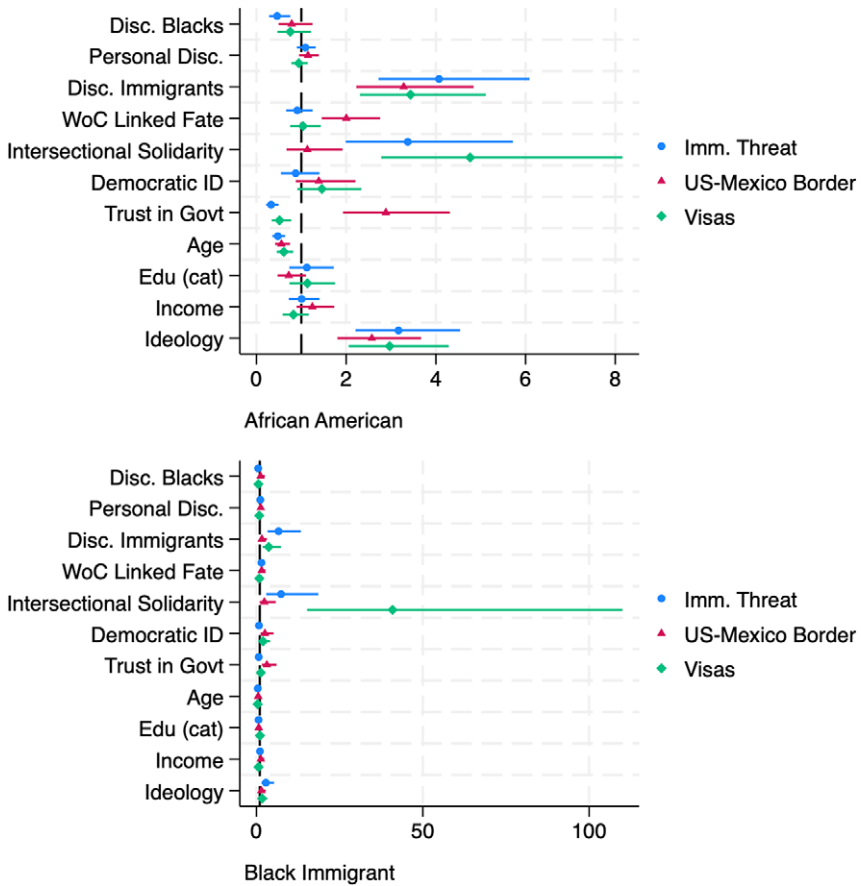 Disc. Blacks
Personal Disc.
Disc. Immigrants
WoC Linked Fate
Intersectional Solidarity
Democratic ID
Trust in Govt
Age
Edu (cat)
Income
Ideology
0 2 4 6 8
African American
Imm. Threat
US-Mexico Border
Visas
Disc. Blacks
Personal Disc.
Disc. Immigrants
WoC Linked Fate
Intersectional Solidarity
Democratic ID
Trust in Govt
Age
Edu (cat)
Income
Ideology
0 50 100
Black Immigrant
Imm. Threat
US-Mexico Border
Visas